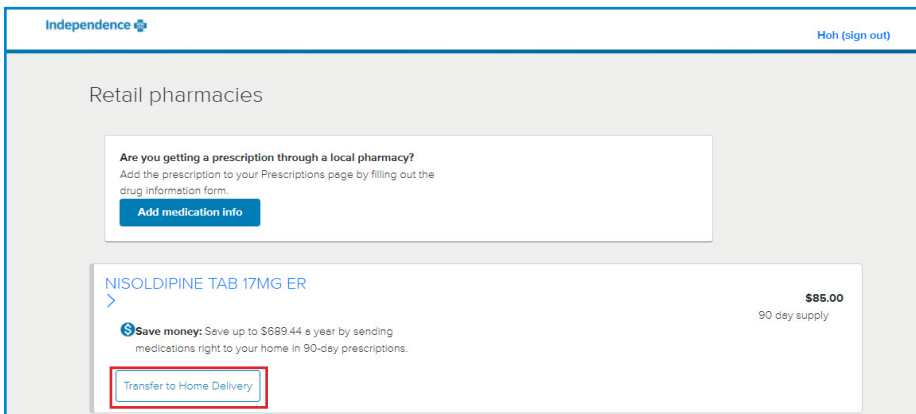 Independence
Hoh (sign out)
Retail pharmacies
Are you getting a prescription through a local pharmacy?
Add the prescription to your Prescriptions page by filling out the
drug information form.
Add medication info
NISOLDIPINE TAB 17MG ER
$85.00
90 day supply
Save money: Save up to $689.44 a year by sending
medications right to your home in 90-day prescriptions.
Transfer to Home Delivery